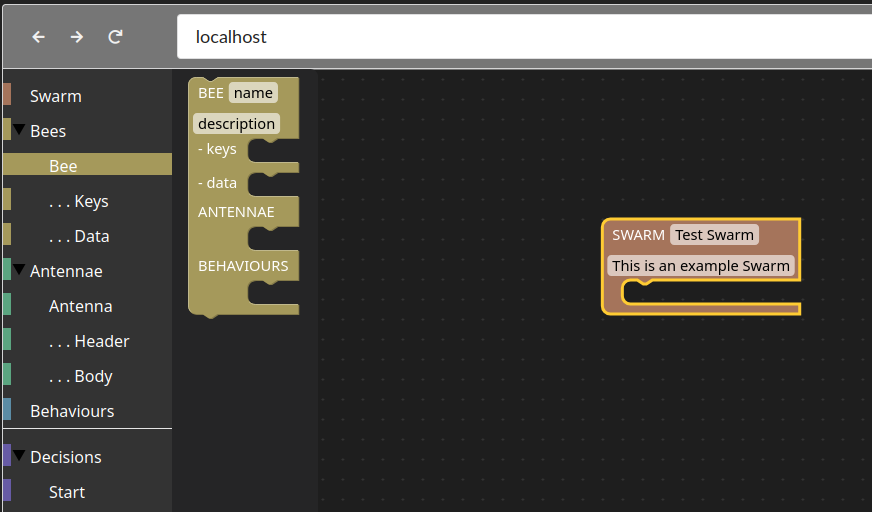 localhost
Swarm
Bees
Bee
. . . Keys
. . . Data
Antennae
Antenna
. . . Header
. . . Body
Behaviours
Decisions
Start
BEE name
description
- keys
- data
ANTENNAE
BEHAVIOURS
SWARM Test Swarm
This is an example Swarm